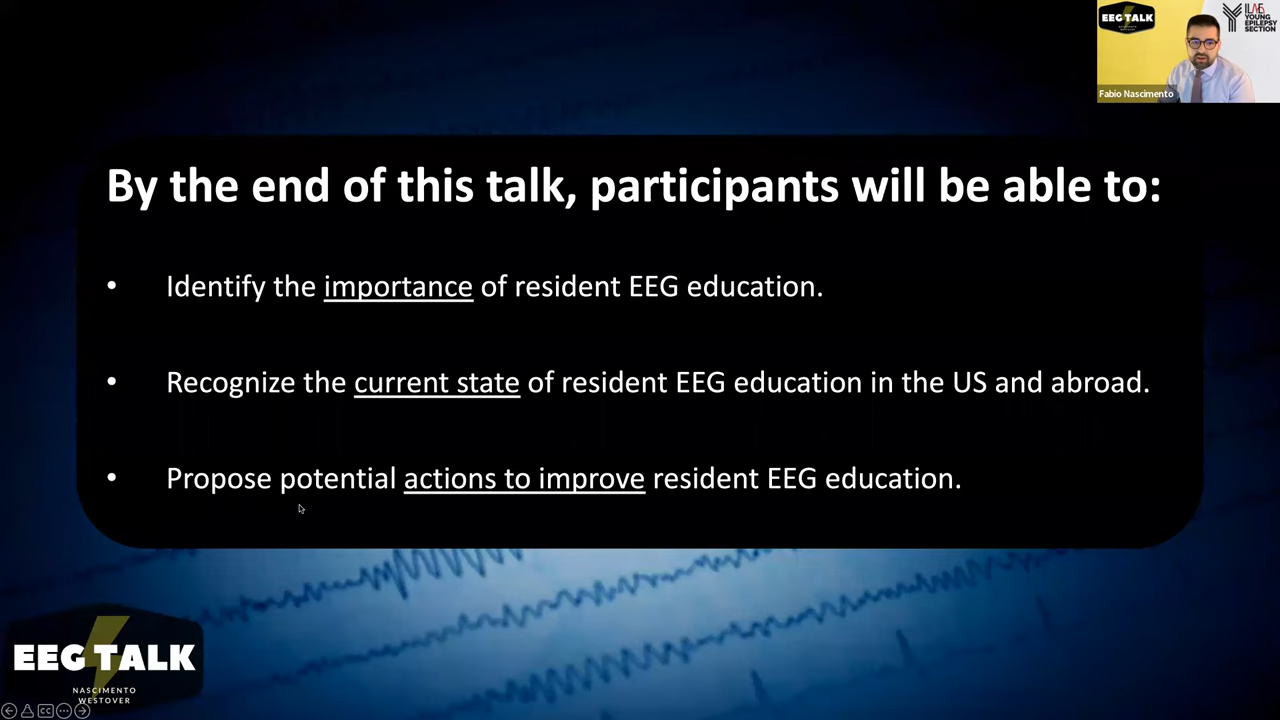 EEG TALK
ILAE
YOUNG
EPILEPSY
SECTION
Fabio Nascimento
By the end of this talk, participants will be able to:
• Identify the importance of resident EEG education.
• Recognize the current state of resident EEG education in the US and abroad.
• Propose potential actions to improve resident EEG education.
EEG TALK
NASCIMENTO
WESTOVER
CC